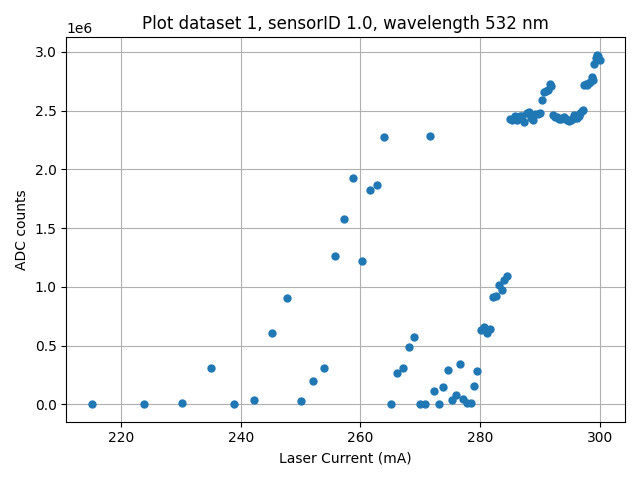 Plot dataset 1, sensorID 1.0, wavelength 532 nm
1e6
3.0
2.5
2.0
1.5
1.0
0.5
0.0
ADC counts
220 240 260 280 300
Laser Current (mA)